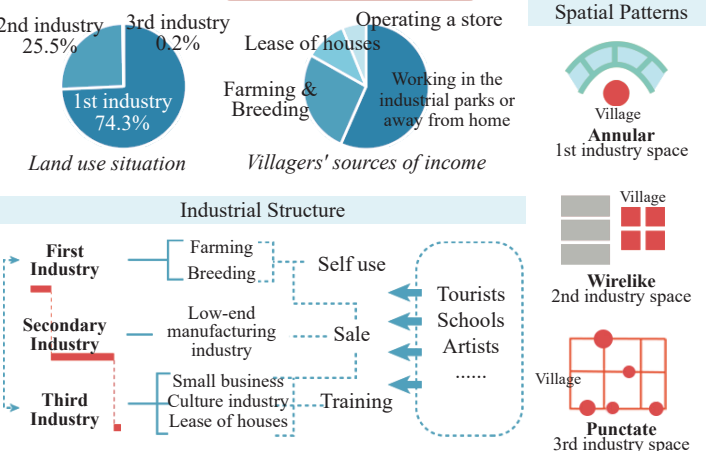 2nd industry
25.5%
3rd industry
0.2%
1st industry
74.3%
Land use situation
Operating a store
Lease of houses
Farming &
Breeding
Working in the
industrial parks or
away from home
Villagers' sources of income
Spatial Patterns
Village
Annular
1st industry space
Village
Wirelike
2nd industry space
Village
Punctate
3rd industry space
Industrial Structure
First
Industry
Farming
Breeding
Self use
Secondary
Industry
Low-end
manufacturing
industry
Sale
Third
Industry
Small business
Culture industry
Lease of houses
Training
Tourists
Schools
Artists
......